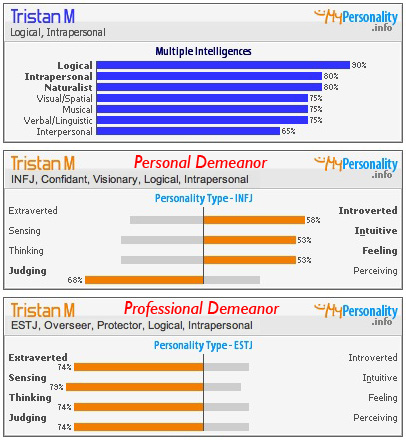 Tristan M
MyPersonality
.info
Logical, Intrapersonal
Multiple Intelligences
Logical 90%
Intrapersonal 80%
Naturalist 80%
Visual/Spatial 75%
Musical 75%
Verbal/Linguistic 75%
Interpersonal 65%
Tristan M Personal Demeanor MyPersonality
.info
INFJ, Confidant, Visionary, Logical, Intrapersonal
Personality Type - INFJ
Extraverted 58% Introverted
Sensing 53% Intuitive
Thinking 53% Feeling
Judging 68% Perceiving
Tristan M Professional Demeanor MyPersonality
.info
ESTJ, Overseer, Protector, Logical, Intrapersonal
Personality Type - ESTJ
Extraverted 74% Introverted
Sensing 79% Intuitive
Thinking 74% Feeling
Judging 74% Perceiving